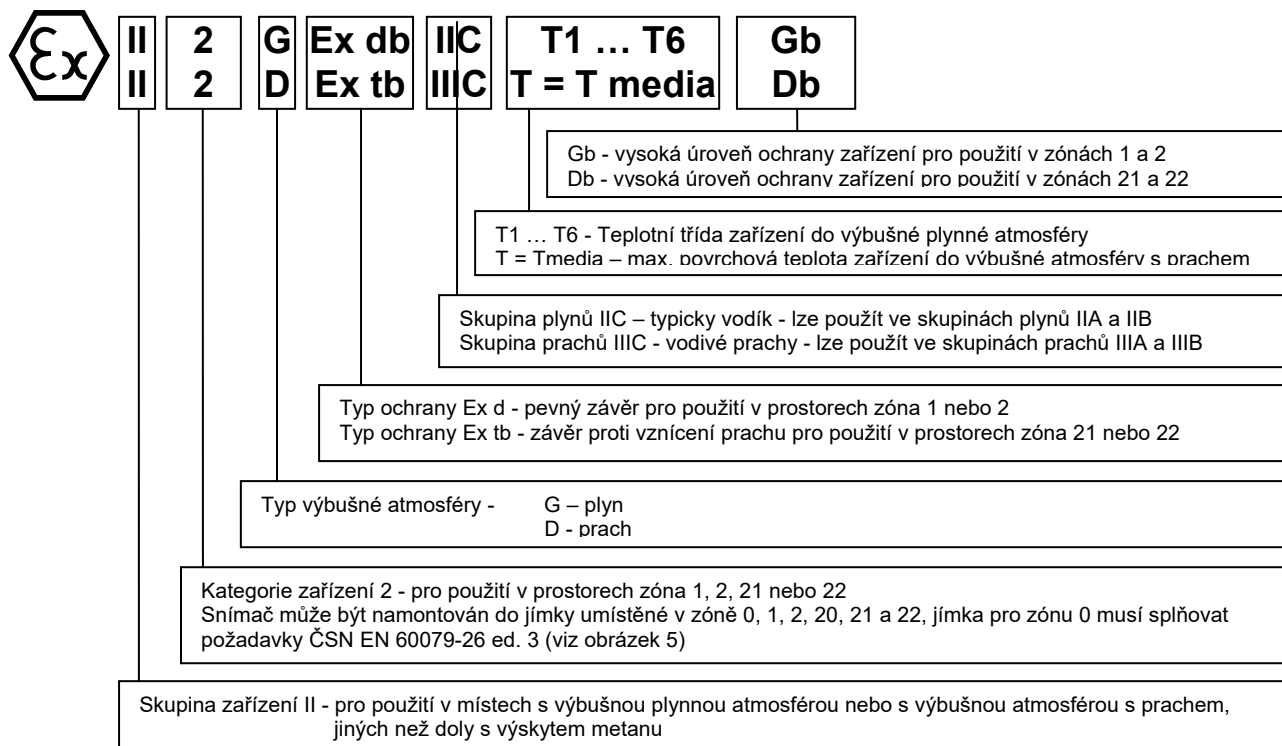 Ex II 2 G Ex db IIC T1 … T6 Gb
II 2 D Ex tb IIIC T = T media Db
Gb - vysoká úroveň ochrany zařízení pro použití v zónách 1 a 2
Db - vysoká úroveň ochrany zařízení pro použití v zónách 21 a 22
T1 … T6 - Teplotní třída zařízení do výbušné plynné atmosféry
T = Tmedia – max. povrchová teplota zařízení do výbušné atmosféry s prachem
Skupina plynů IIC – typicky vodík - lze použít ve skupinách plynů IIA a IIB
Skupina prachů IIIC - vodivé prachy - lze použít ve skupinách prachů IIIA a IIIB
Typ ochrany Ex d - pevný závěr pro použití v prostorech zóna 1 nebo 2
Typ ochrany Ex tb - závěr proti vznícení prachu pro použití v prostorech zóna 21 nebo 22
Typ výbušné atmosféry - G – plyn
D - prach
Kategorie zařízení 2 - pro použití v prostorech zóna 1, 2, 21 nebo 22
Snímač může být namontován do jímky umístěné v zóně 0, 1, 2, 20, 21 a 22, jímka pro zónu 0 musí splňovat
požadavky ČSN EN 60079-26 ed. 3 (viz obrázek 5)
Skupina zařízení II - pro použití v místech s výbušnou plynnou atmosférou nebo s výbušnou atmosférou s prachem,
jiných než doly s výskytem metanu